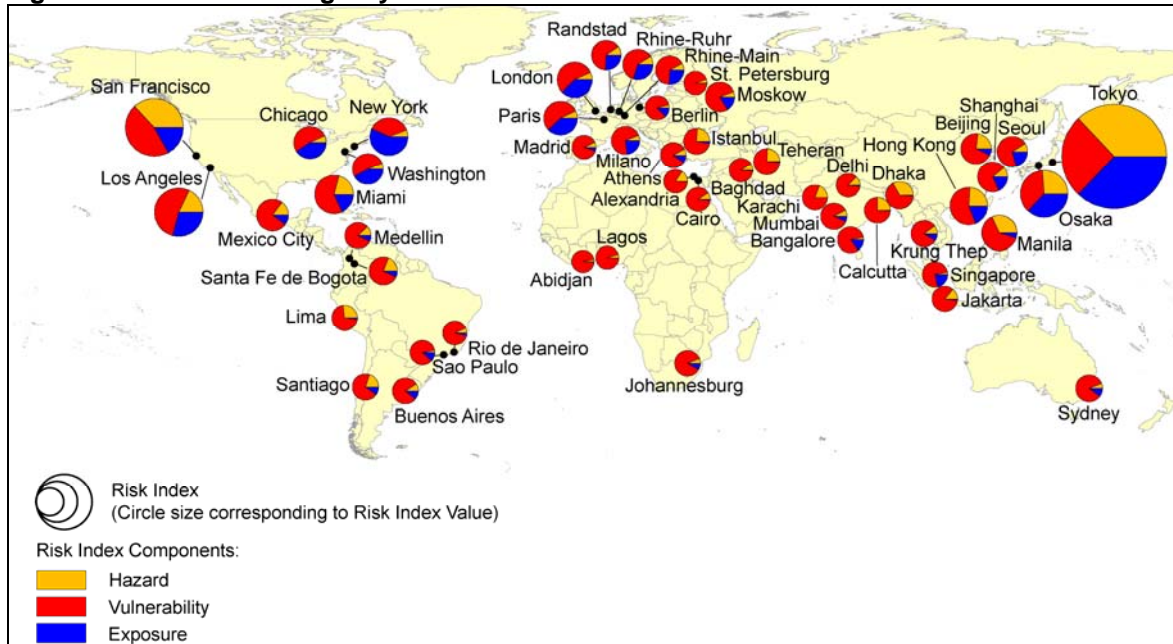 Randstad
Rhine-Ruhr
Rhine-Main
St. Petersburg
Moskow
London
Paris
Berlin
Madrid
Milano
Istanbul
Athens
Teheran
Alexandria
Baghdad
Cairo
San Francisco
Chicago
New York
Los Angeles
Washington
Miami
Mexico City
Medellin
Santa Fe de Bogota
Lima
Rio de Janeiro
Sao Paulo
Santiago
Buenos Aires
Lagos
Abidjan
Johannesburg
Delhi
Dhaka
Karachi
Mumbai
Bangalore
Calcutta
Hong Kong
Beijing
Shanghai
Seoul
Tokyo
Osaka
Manila
Krung Thep
Singapore
Jakarta
Sydney
Risk Index
(Circle size corresponding to Risk Index Value)
Risk Index Components:
Hazard
Vulnerability
Exposure